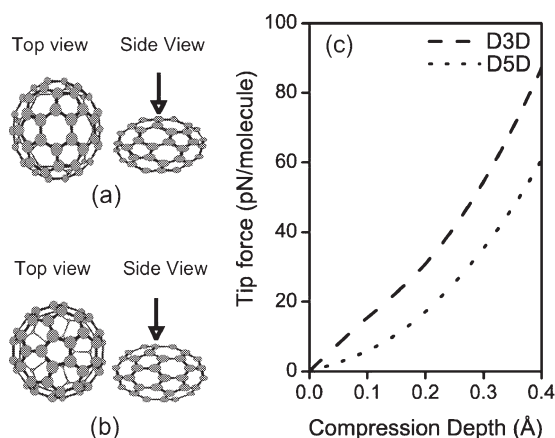 Top view Side View
(a)
Top view Side View
(b)
(c)
D3D
D5D
Tip force (pN/molecule)
100
80
60
40
20
0
0.0 0.1 0.2 0.3 0.4
Compression Depth (Å)